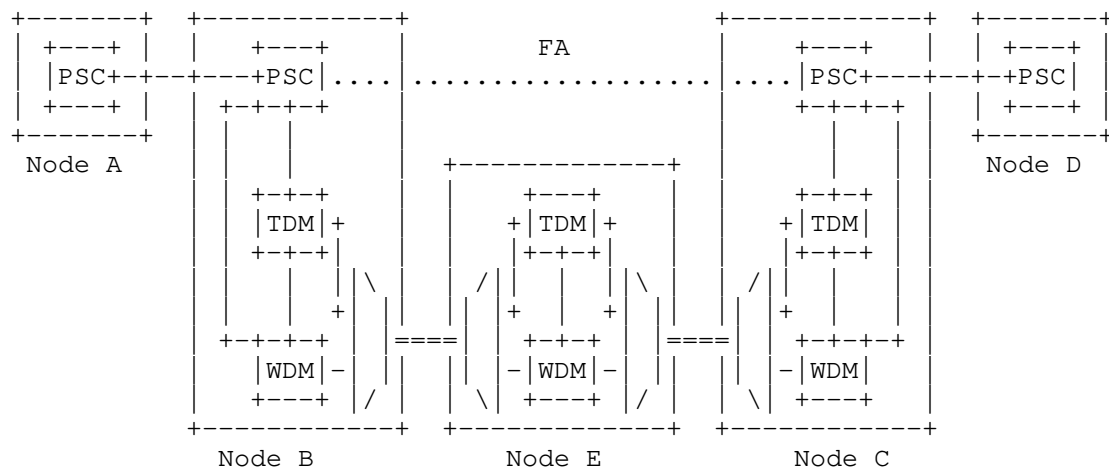 FA
PSC PSC PSC PSC
Node A Node D
TDM TDM TDM
WDM WDM WDM
Node B Node E Node C